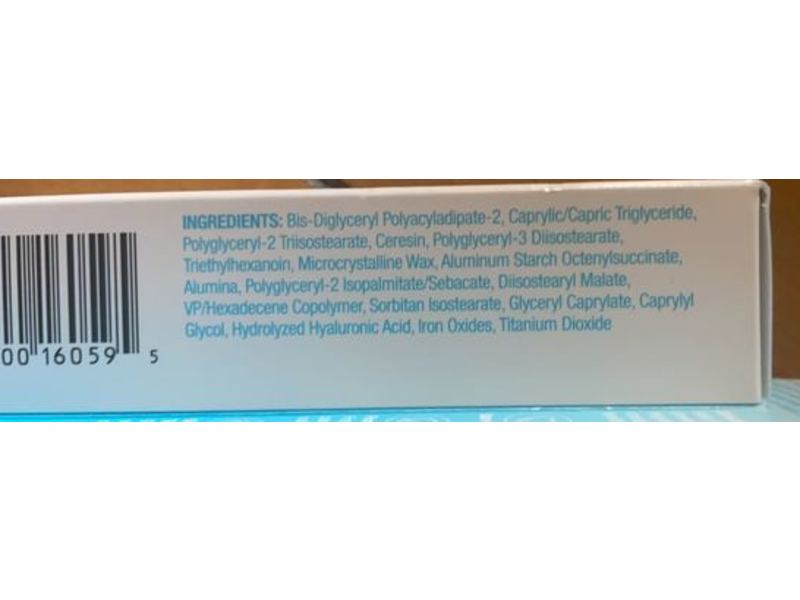 INGREDIENTS: Bis-Diglyceryl Polyacyladipate-2, Caprylic/Capric Triglyceride,
Polyglyceryl-2 Triisostearate, Ceresin, Polyglyceryl-3 Diisostearate,
Triethylhexanoin, Microcrystalline Wax, Aluminum Starch Octenylsuccinate,
Alumina, Polyglyceryl-2 Isopalmitate/Sebacate, Diisostearyl Malate,
VP/Hexadecene Copolymer, Sorbitan Isostearate, Glyceryl Caprylate, Caprylyl
Glycol, Hydrolyzed Hyaluronic Acid, Iron Oxides, Titanium Dioxide
00 16059 5